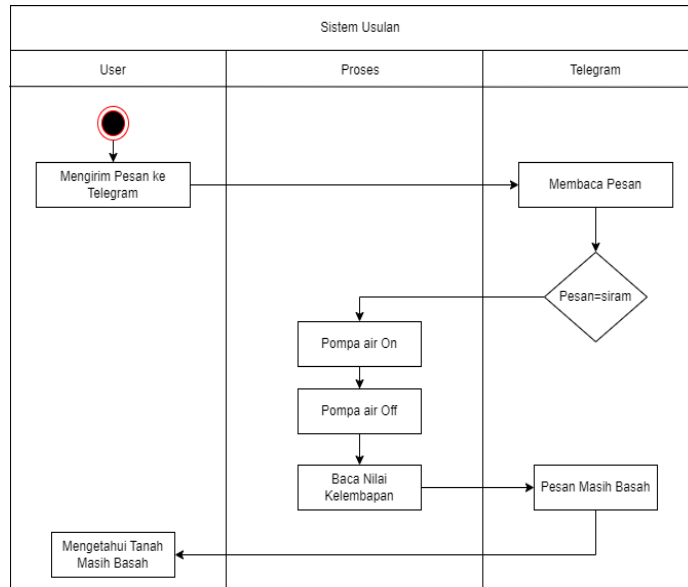 Sistem Usulan
User
Proses
Telegram
Mengirim Pesan ke
Telegram
Membaca Pesan
Pesan=siram
Pompa air On
Pompa air Off
Baca Nilai
Kelembapan
Pesan Masih Basah
Mengetahui Tanah
Masih Basah